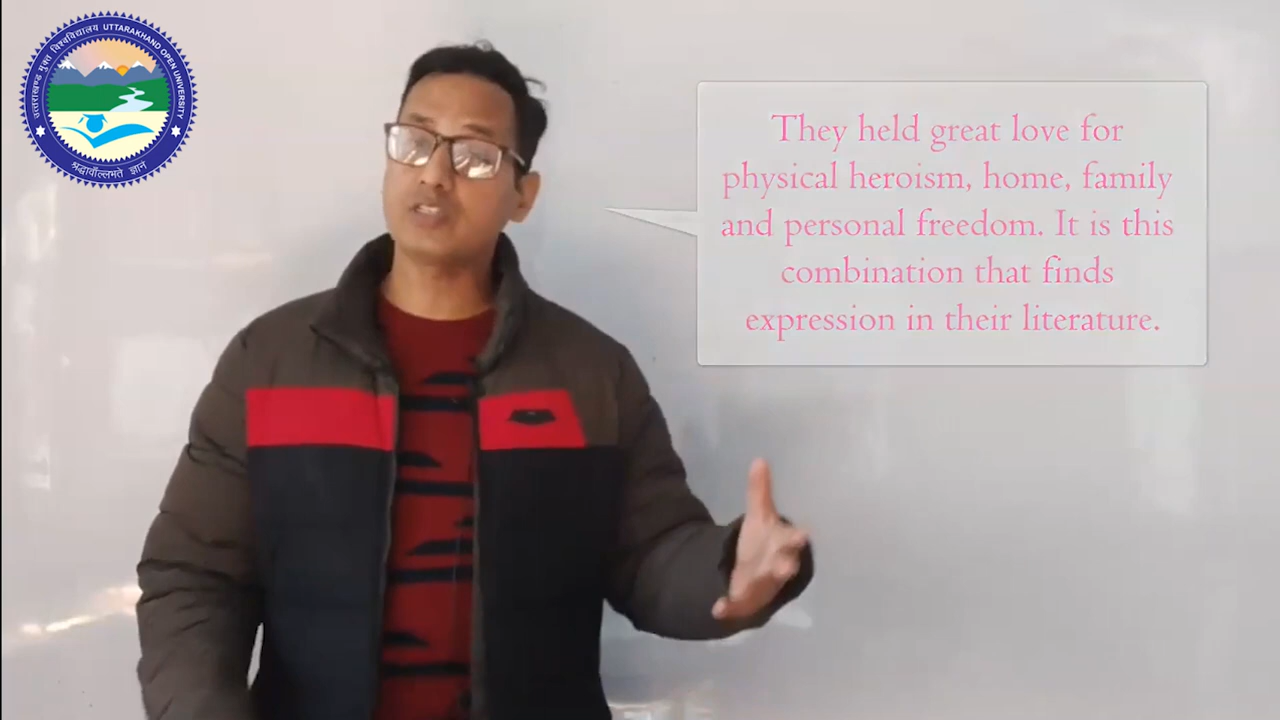 उत्तराखण्ड मुक्त विश्वविद्यालय UTTARAKHAND OPEN UNIVERSITY
श्रद्धावाँल्लभते ज्ञानं
They held great love for
physical heroism, home, family
and personal freedom. It is this
combination that finds
expression in their literature.